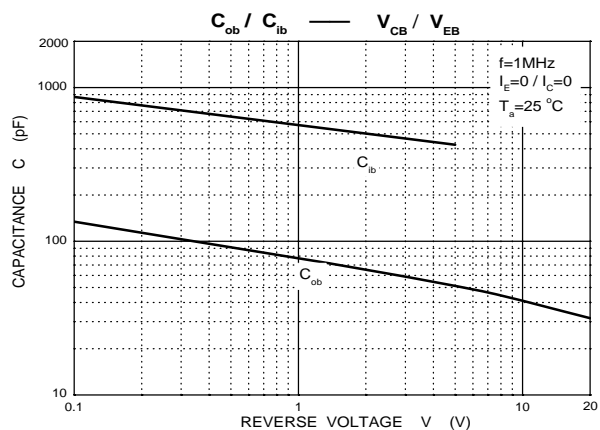 Cob / Cib —— VCB / VEB
2000
1000
100
10
CAPACITANCE C (pF)
f=1MHz
IE=0 / IC=0
Ta=25 °C
Cib
Cob
0.1
1
10
20
REVERSE VOLTAGE V (V)